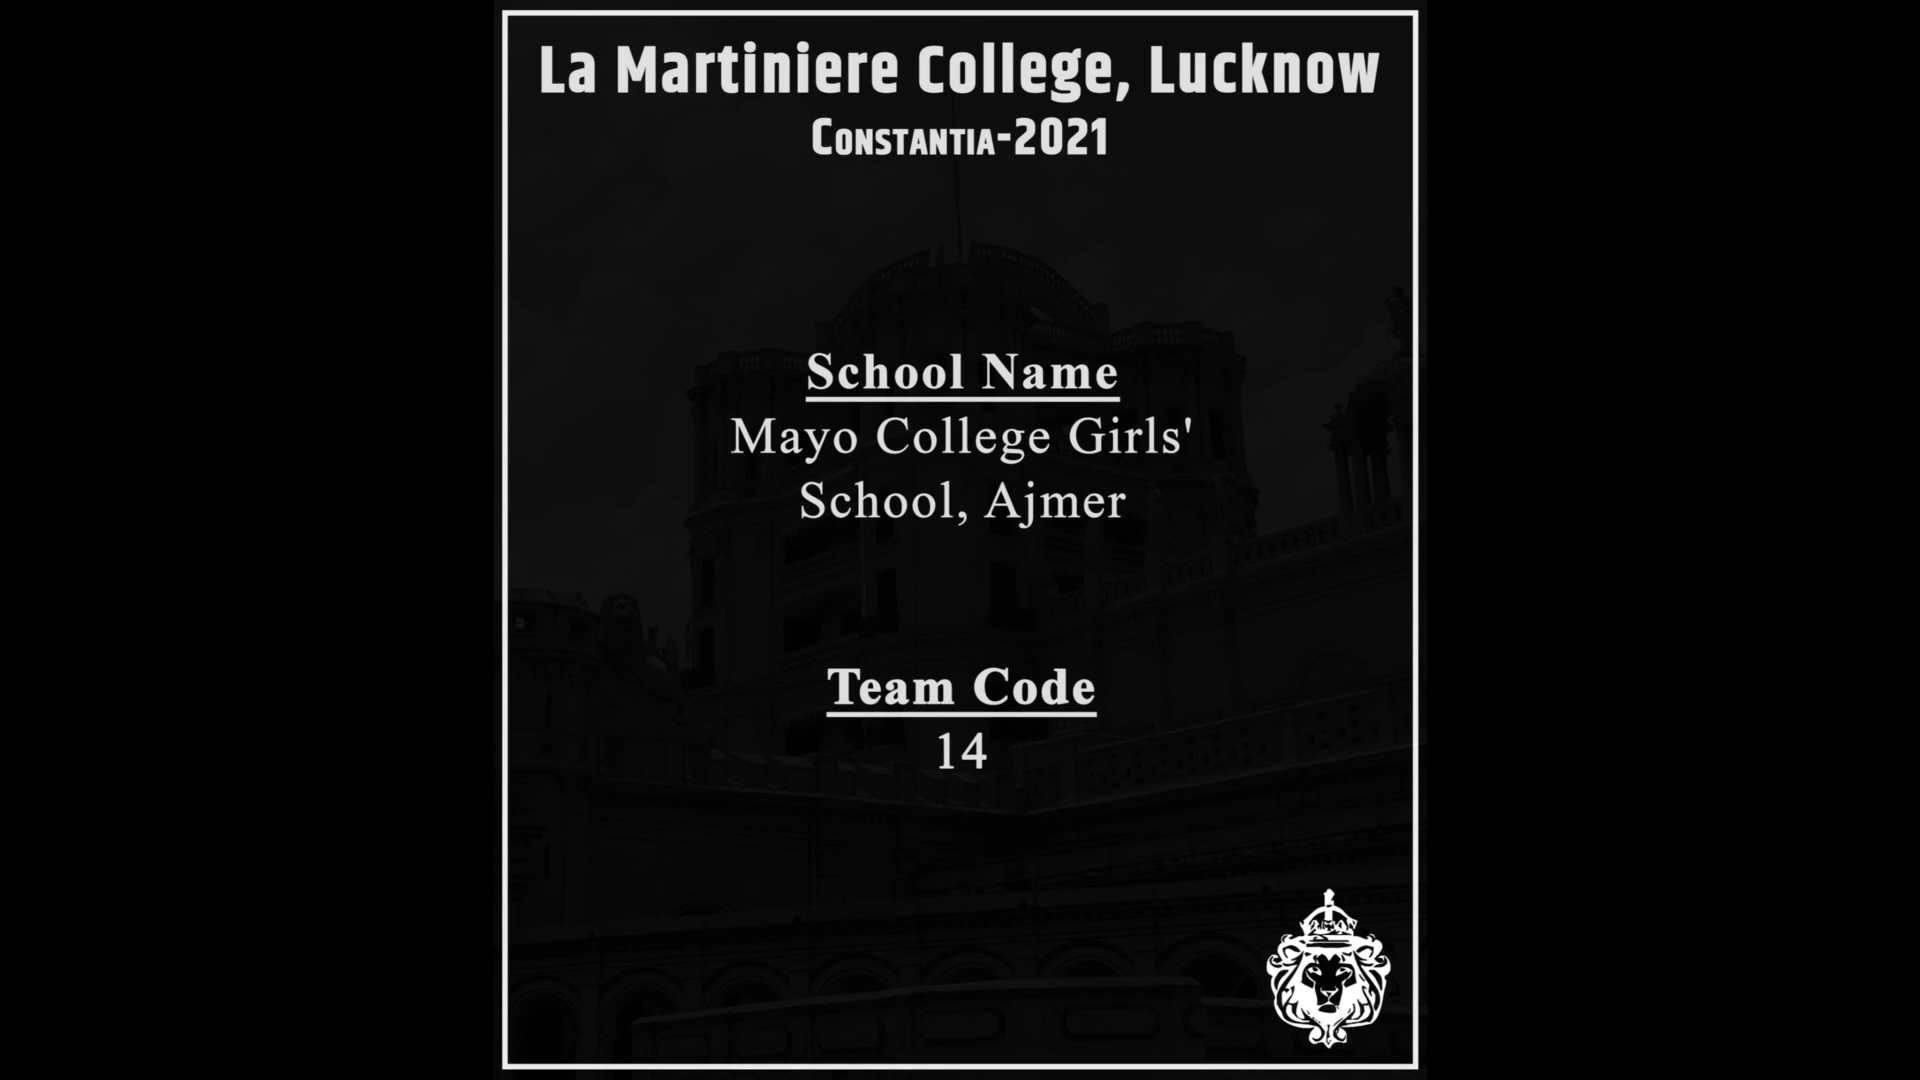 La Martiniere College, Lucknow
Constantia-2021
School Name
Mayo College Girls'
School, Ajmer
Team Code
14